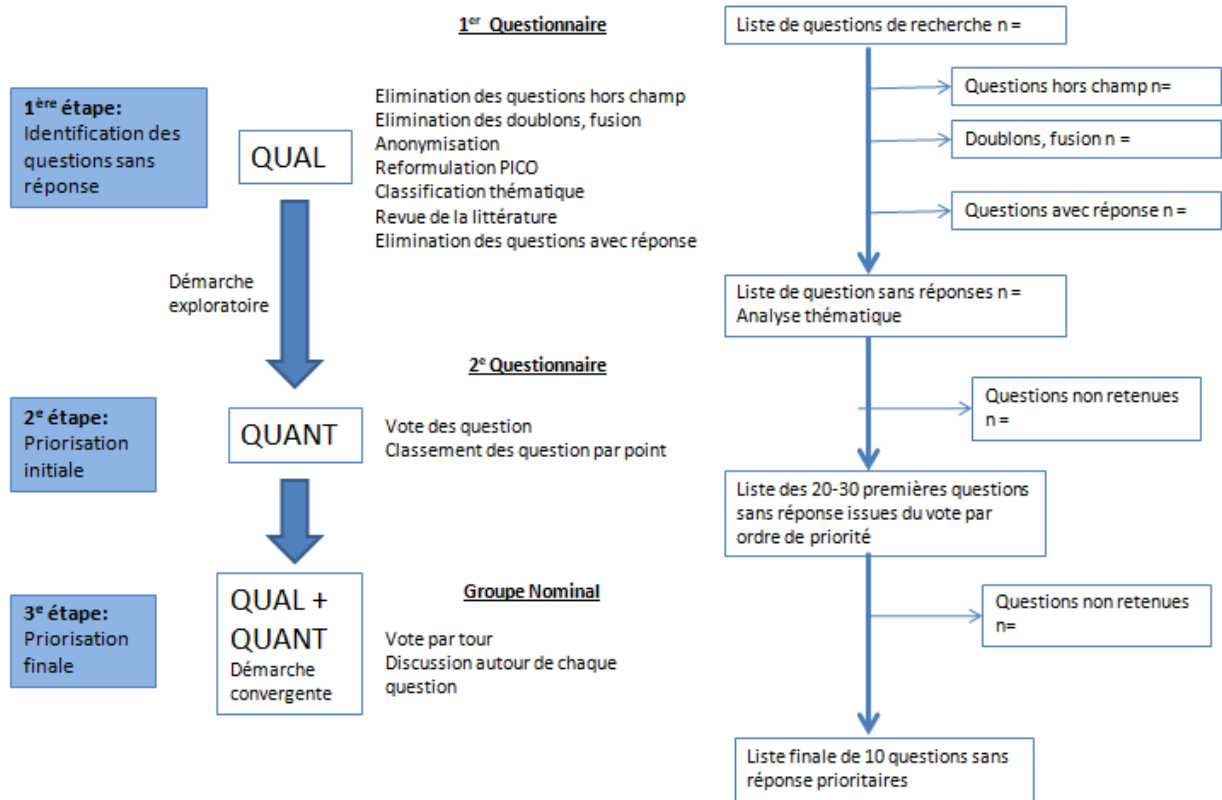 1er Questionnaire
Liste de questions de recherche n =
1ère étape:
Identification des
questions sans
réponse
QUAL
Elimination des questions hors champ
Elimination des doublons, fusion
Anonymisation
Reformulation PICO
Classification thématique
Revue de la littérature
Elimination des questions avec réponse
Questions hors champ n=
Doublons, fusion n =
Questions avec réponse n =
Démarche
exploratoire
Liste de question sans réponses n =
Analyse thématique
2e Questionnaire
2e étape:
Priorisation
initiale
QUANT
Vote des question
Classement des question par point
Questions non retenues
n =
Liste des 20-30 premières questions
sans réponse issues du vote par
ordre de priorité
3e étape:
Priorisation
finale
QUAL +
QUANT
Démarche
convergente
Groupe Nominal
Vote par tour
Discussion autour de chaque
question
Questions non retenues
n=
Liste finale de 10 questions sans
réponse prioritaires